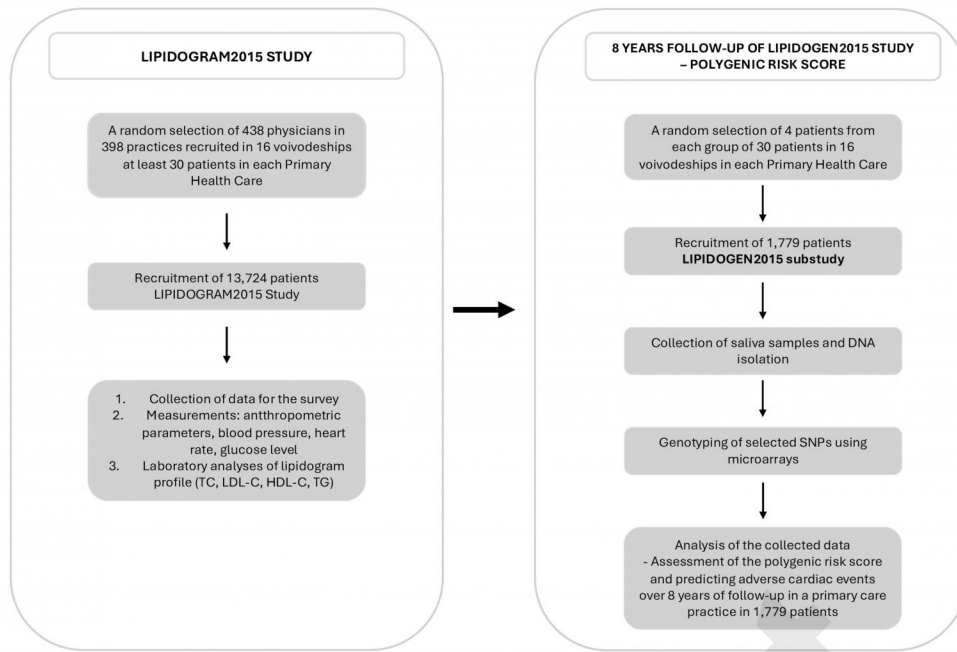 LIPIDOGRAM2015 STUDY
A random selection of 438 physicians in
398 practices recruited in 16 voivodeships
at least 30 patients in each Primary
Health Care
Recruitment of 13,724 patients
LIPIDOGRAM2015 Study
1. Collection of data for the survey
2. Measurements: antthropometric
parameters, blood pressure, heart
rate, glucose level
3. Laboratory analyses of lipidogram
profile (TC, LDL-C, HDL-C, TG)
8 YEARS FOLLOW-UP OF LIPIDOGEN2015 STUDY
– POLYGENIC RISK SCORE
A random selection of 4 patients from
each group of 30 patients in 16
voivodeships in each Primary Health Care
Recruitment of 1,779 patients
LIPIDOGEN2015 substudy
Collection of saliva samples and DNA
isolation
Genotyping of selected SNPs using
microarrays
Analysis of the collected data
- Assessment of the polygenic risk score
and predicting adverse cardiac events
over 8 years of follow-up in a primary care
practice in 1,779 patients